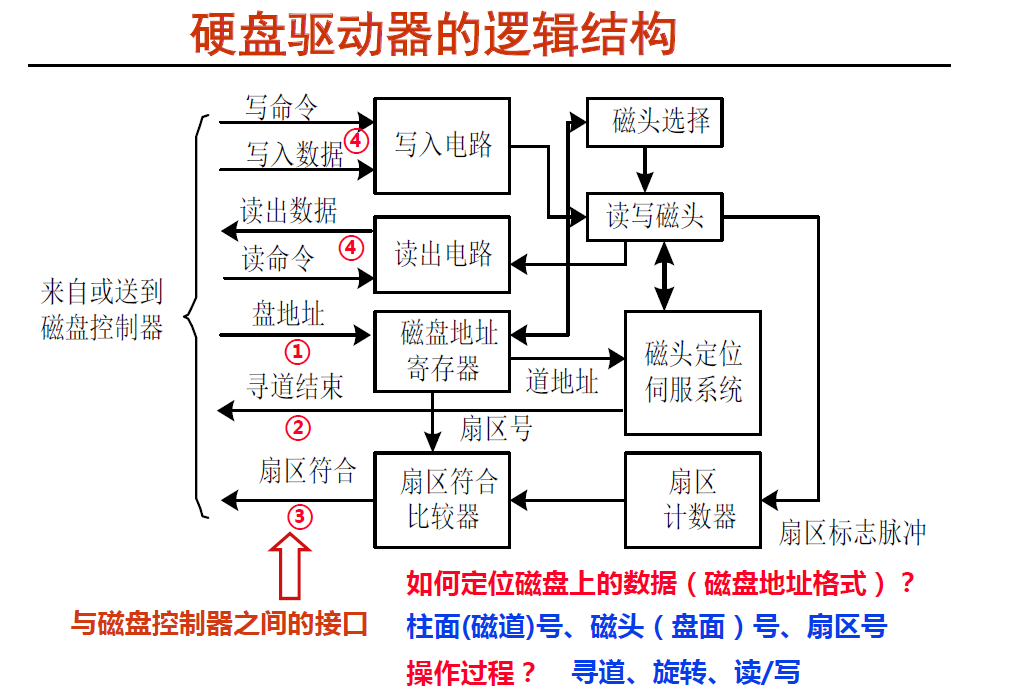 硬盘驱动器的逻辑结构
写命令
写入数据
④
写入电路
磁头选择
读出数据
④
读命令
读出电路
读写磁头
来自或送到
磁盘控制器
盘地址
①
磁盘地址
寄存器
道地址
磁头定位
伺服系统
寻道结束
②
扇区号
扇区符合
③
扇区符合
比较器
扇区
计数器
扇区标志脉冲
与磁盘控制器之间的接口
如何定位磁盘上的数据（磁盘地址格式）？
柱面(磁道)号、磁头（盘面）号、扇区号
操作过程？ 寻道、旋转、读/写